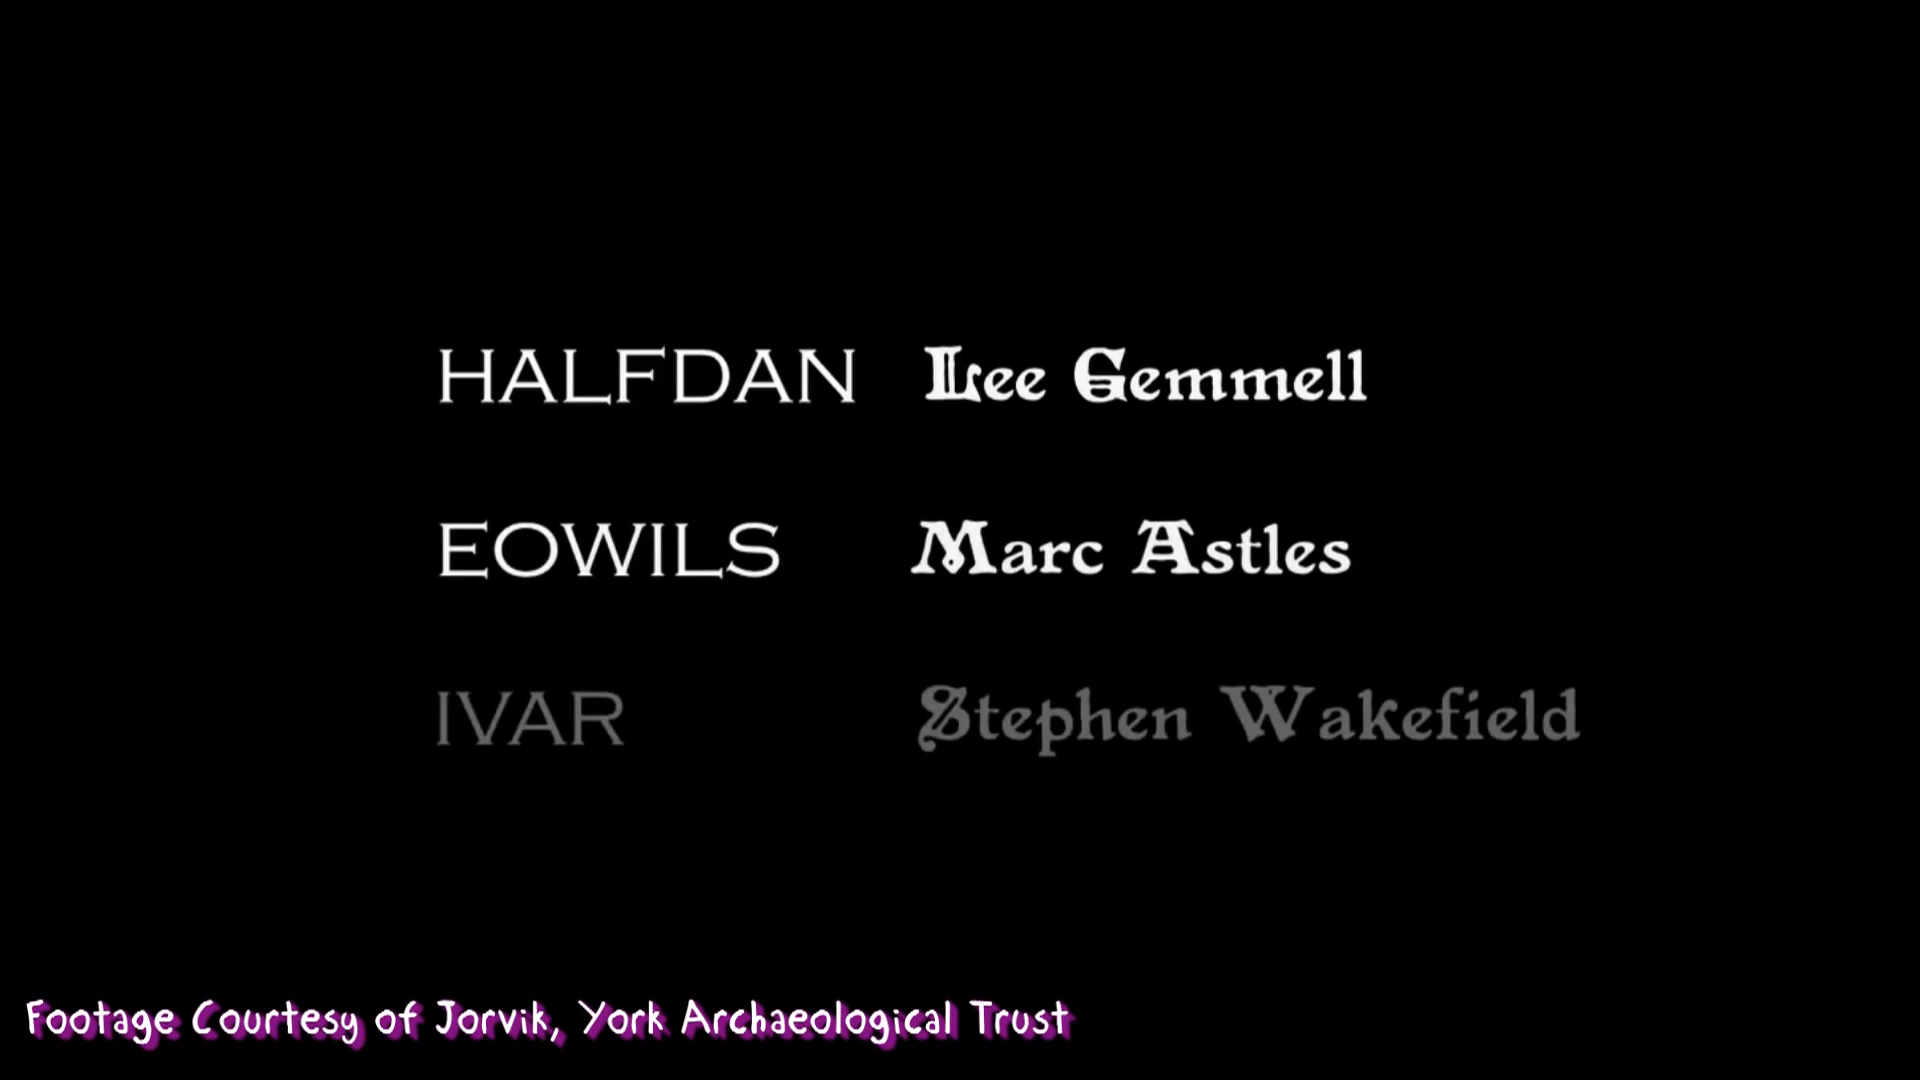 HALFDAN Lee Gemmell
EOWILS Marc Astles
IVAR Stephen Wakefield
Footage Courtesy of Jorvik, York Archaeological Trust